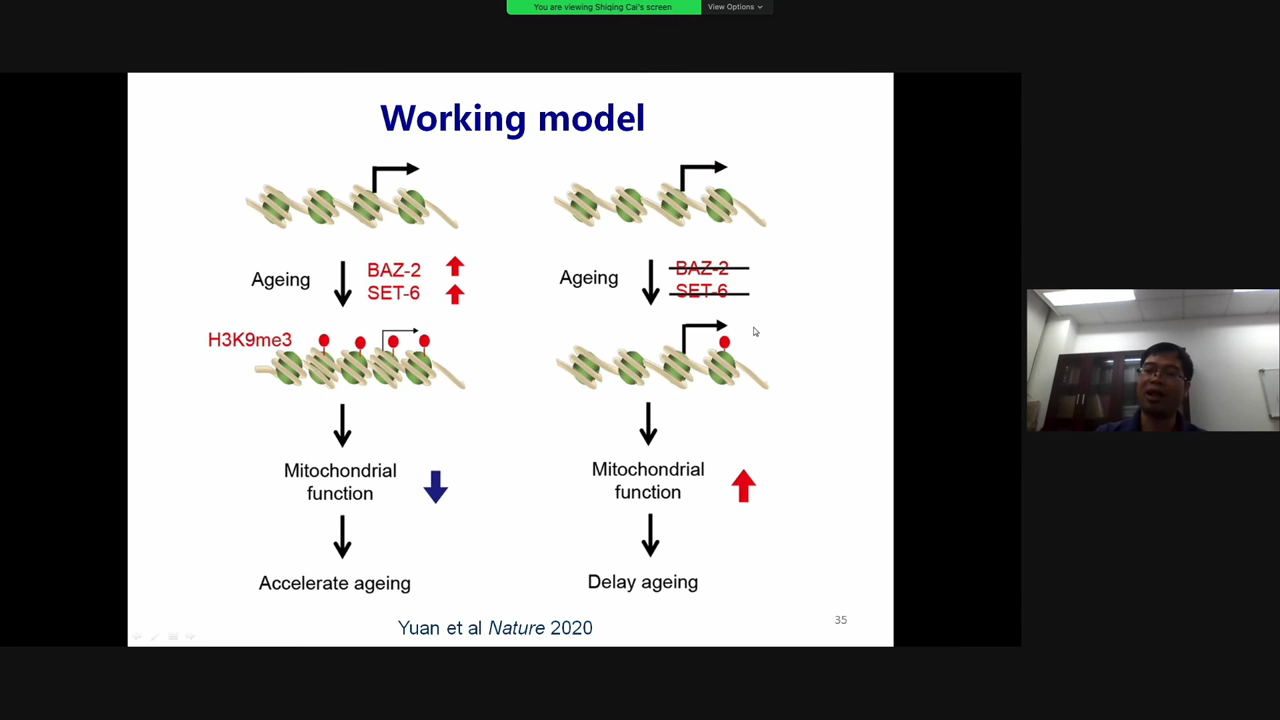 You are viewing Shiqing Cai's screen
View Options
Working model
Ageing
BAZ-2
SET-6
H3K9me3
Mitochondrial
function
Accelerate ageing
Ageing
BAZ-2
SET-6
Mitochondrial
function
Delay ageing
Yuan et al Nature 2020
35